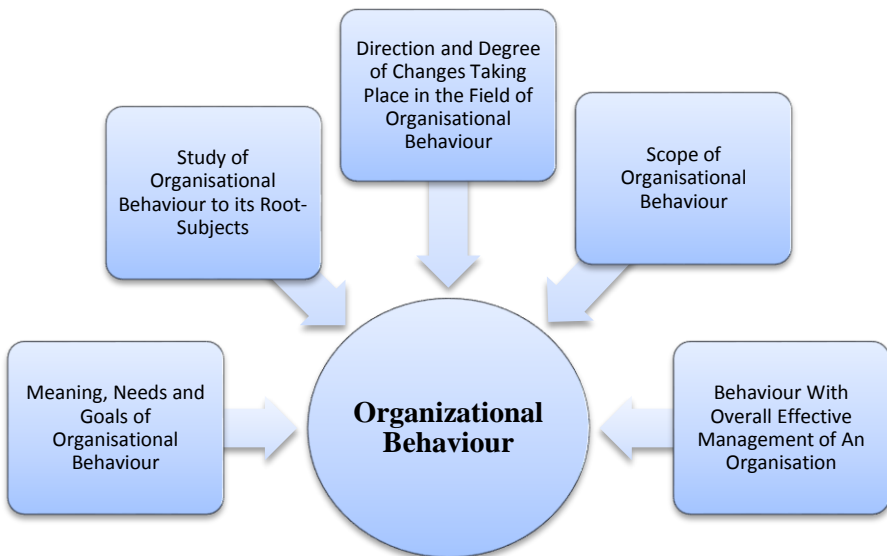 Direction and Degree
of Changes Taking
Place in the Field of
Organisational
Behaviour
Study of
Organisational
Behaviour to its Root-
Subjects
Scope of
Organisational
Behaviour
Meaning, Needs and
Goals of
Organisational
Behaviour
Organizational
Behaviour
Behaviour With
Overall Effective
Management of An
Organisation